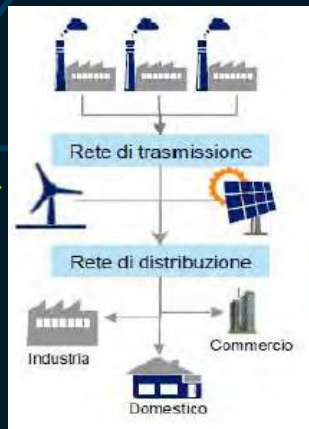 Rete di trasmissione
Rete di distribuzione
Industria
Commercio
Domestico